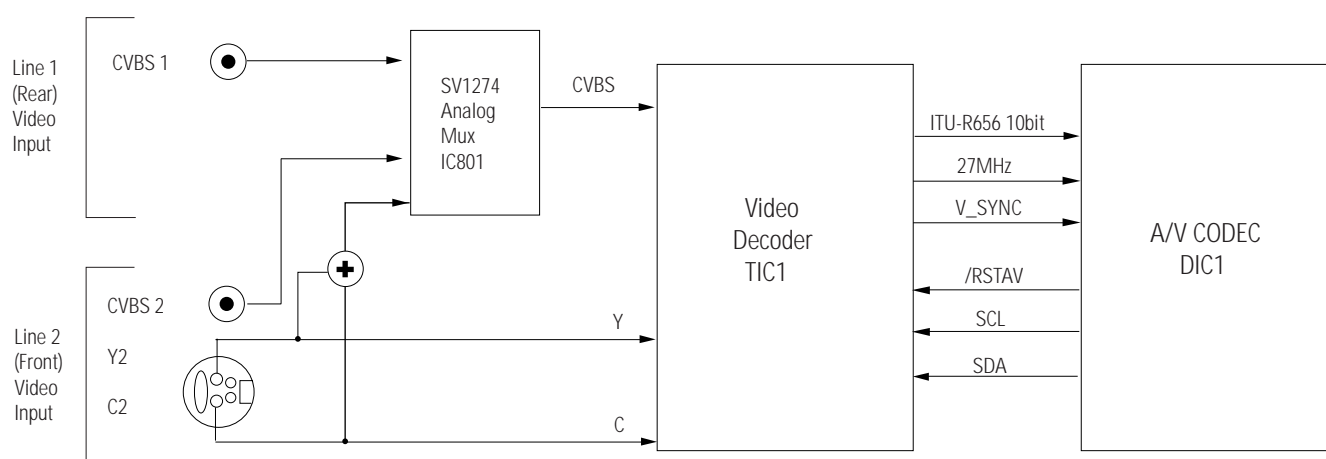 Line 1
(Rear)
Video
Input
CVBS 1
SV1274
Analog
Mux
IC801
CVBS
Line 2
(Front)
Video
Input
CVBS 2
Y2
C2
Y
C
Video
Decoder
TIC1
ITU-R656 10bit
27MHz
V_SYNC
/RSTAV
SCL
SDA
A/V CODEC
DIC1